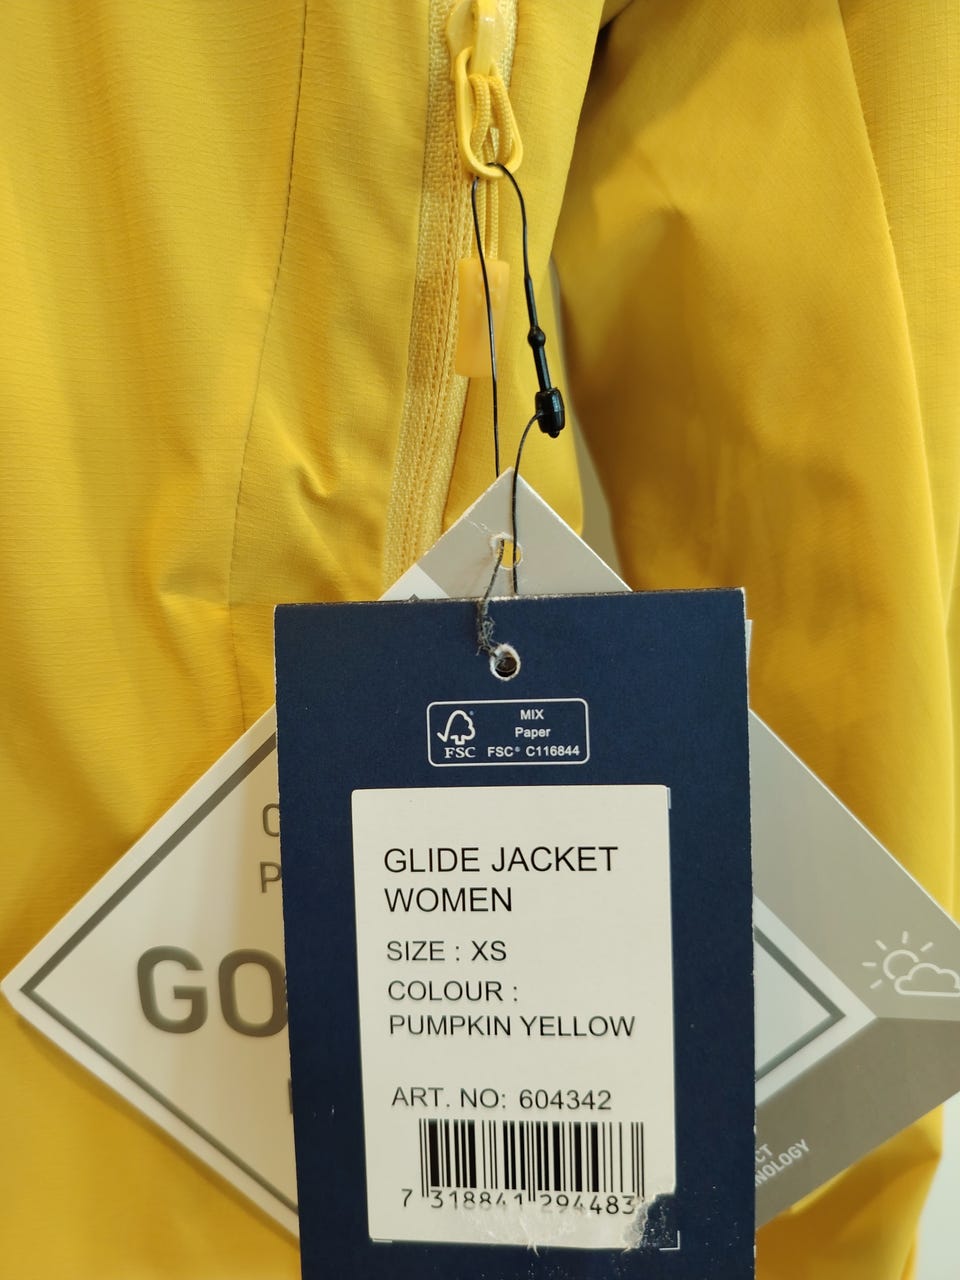 MIX
Paper
FSC® C116844
FSC
GLIDE JACKET
WOMEN
SIZE : XS
COLOUR :
PUMPKIN YELLOW
ART. NO: 604342
7 318841 294483
GO